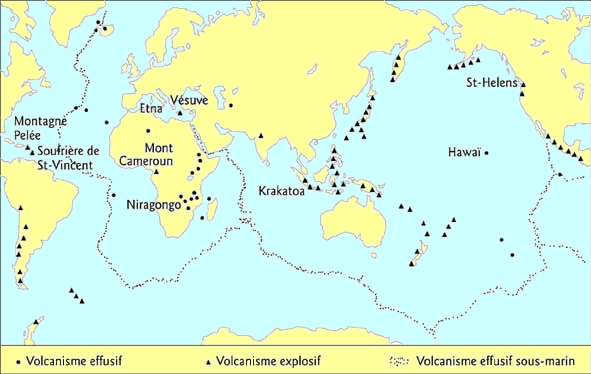 St-Helens
Vésuve
Etna
Montagne
Pelée
Soufrière de
St-Vincent
Mont
Cameroun
Hawaï
Krakatoa
Niragongo
Volcanisme effusif
Volcanisme explosif
Volcanisme effusif sous-marin